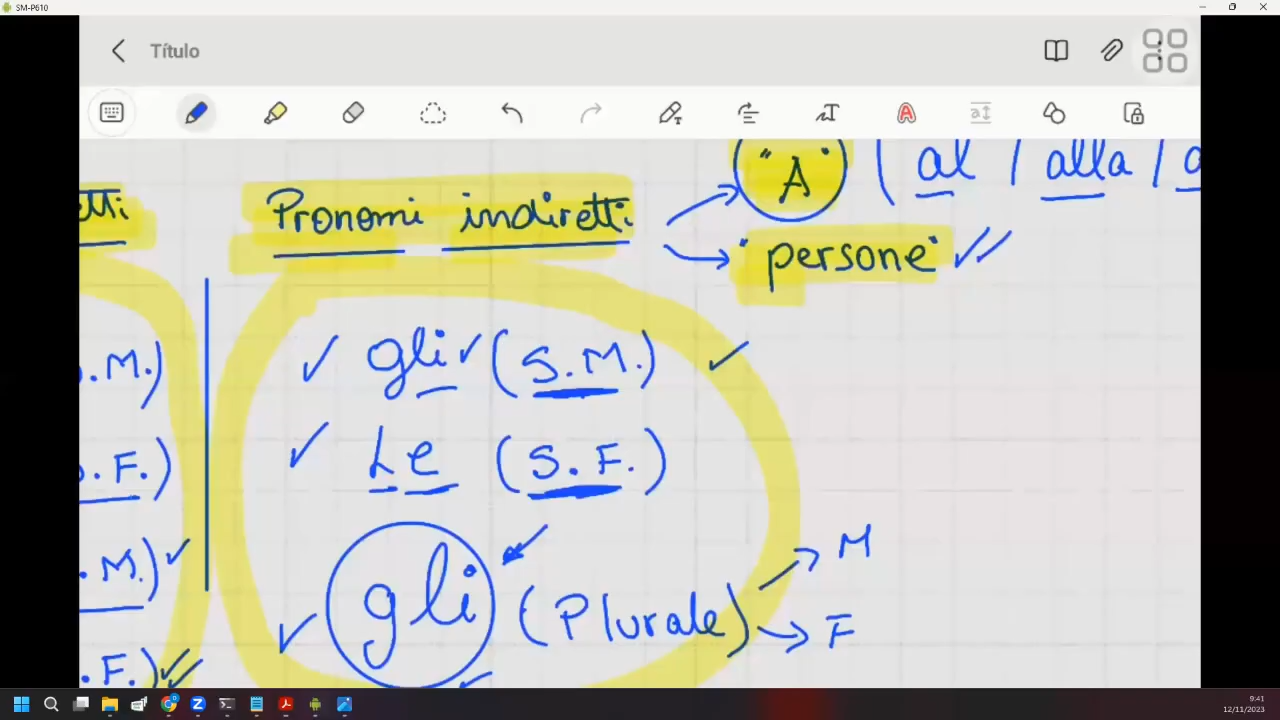 SM-P610
Título
"A" ( al / alla / a
etti Pronomi indiretti
"persone"
.M.) gli (S.M.)
.F.) Le (S.F.)
.M.) gli (Plurale) M
F
.F.)
9:41
12/11/2023